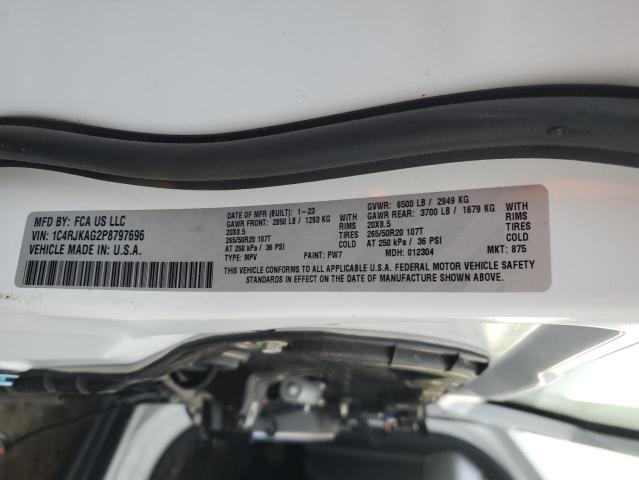 MFD BY: FCA US LLC
VIN: 1C4RJKAG2P8797696
VEHICLE MADE IN: U.S.A.
DATE OF MFR (BUILT): 1-23
GAWR FRONT: 2850 LB / 1293 KG WITH
20X8.5 RIMS
265/50R20 107T TIRES
AT 250 kPa / 36 PSI
TYPE: MPV PAINT: PW7
GVWR: 6500 LB / 2949 KG
GAWR REAR: 3700 LB / 1679 KG WITH
20X8.5 RIMS
265/50R20 107T TIRES
AT 250 kPa / 36 PSI
MDH: 012304 MKT: 875
THIS VEHICLE CONFORMS TO ALL APPLICABLE U.S.A. FEDERAL MOTOR VEHICLE SAFETY
STANDARDS IN EFFECT ON THE DATE OF MANUFACTURE SHOWN ABOVE.